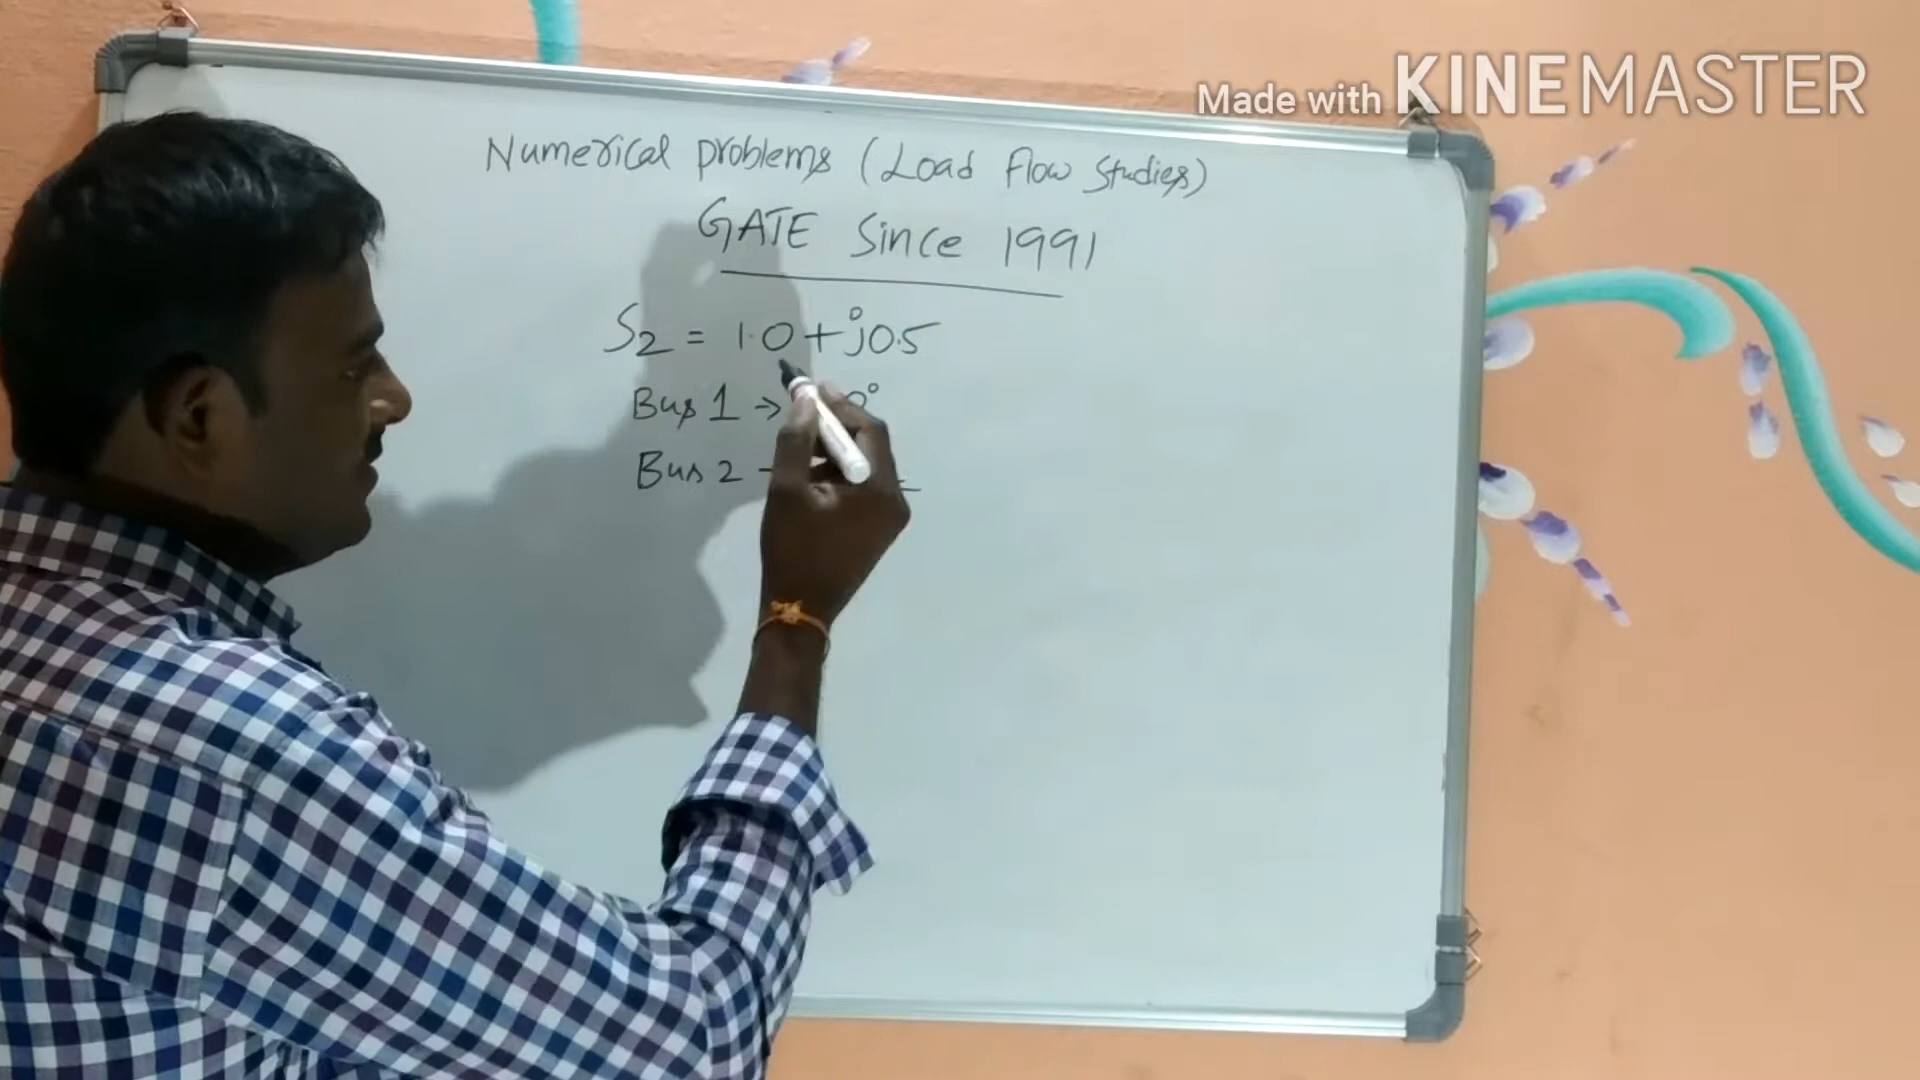 Made with KINEMASTER
Numerical problems (Load flow studies)
GATE Since 1991
S2 = 1.0+j0.5
Bus 1 → 0°
Bus 2